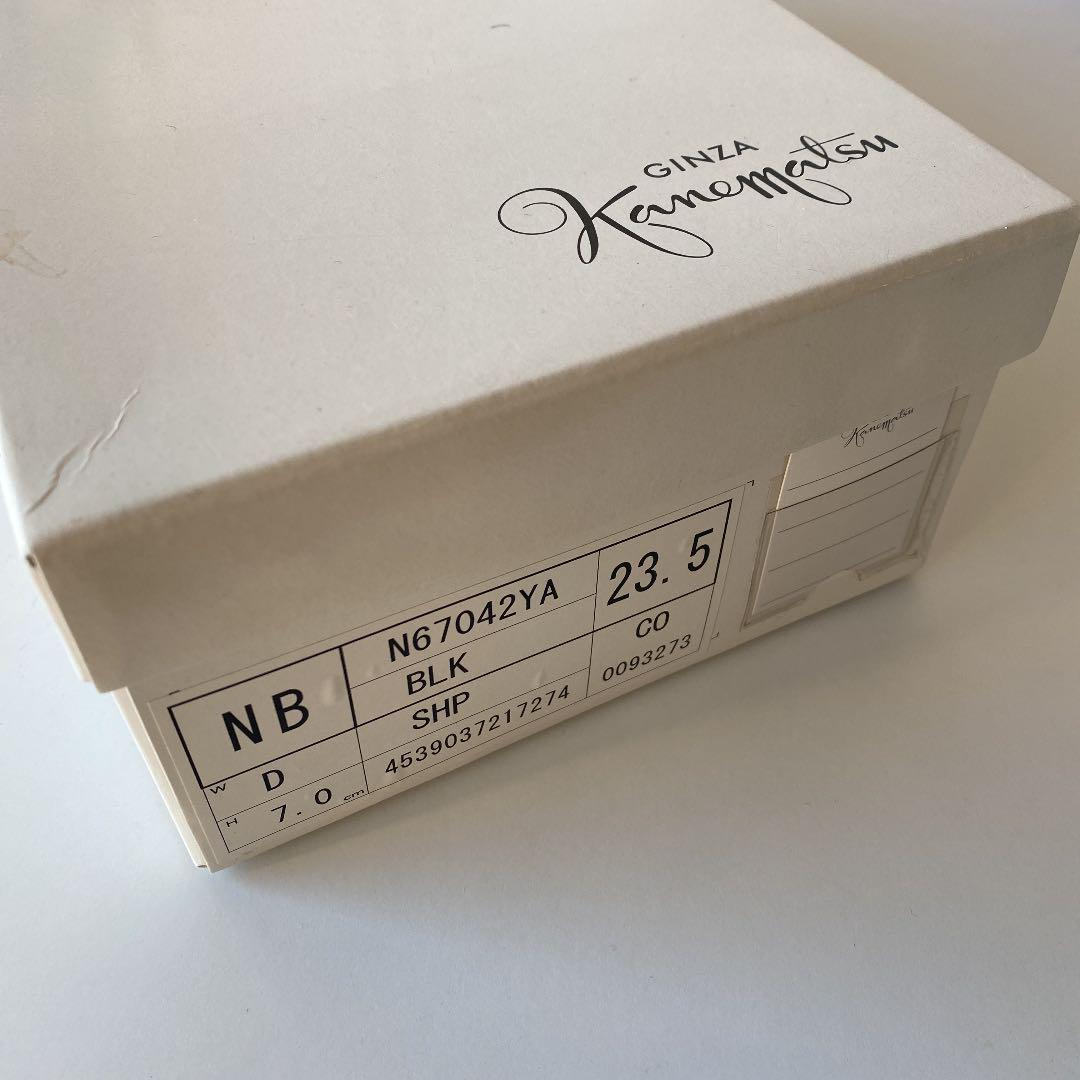 GINZA
Kanematsu
Kanematsu
NB
N67042YA
23.5
BLK
SHP
CO
W D
4539037217274
0093273
H 7.0 cm